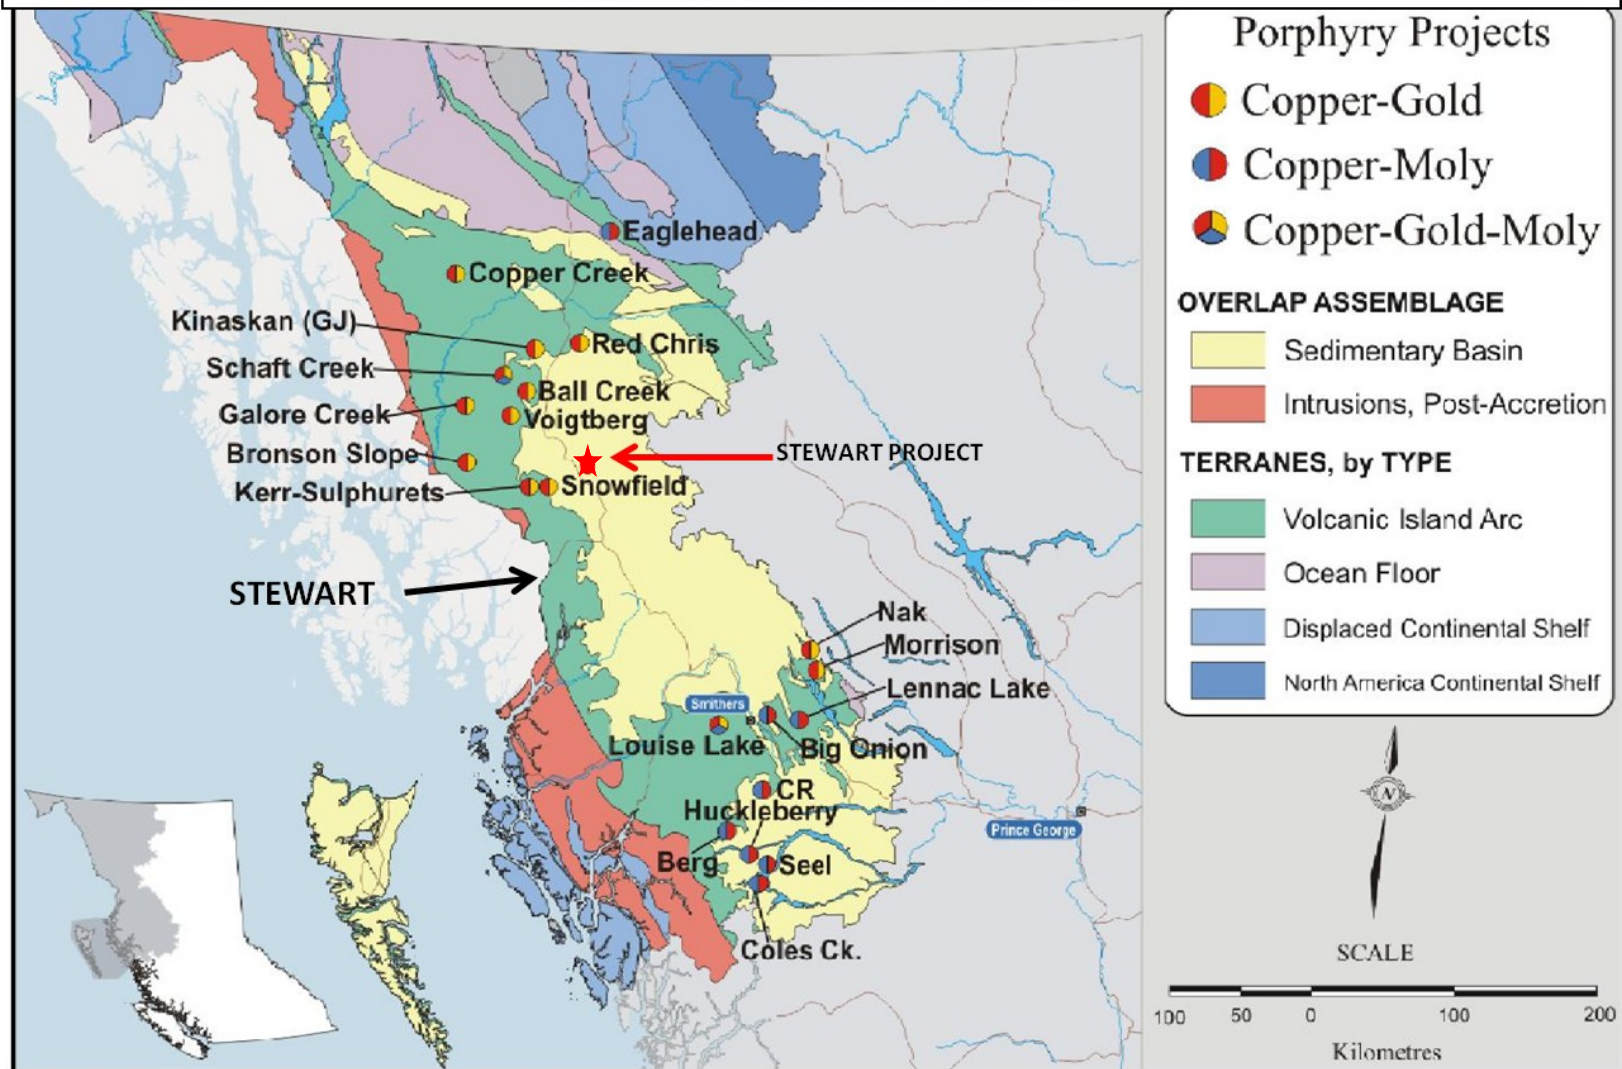 Porphyry Projects
Copper-Gold
Copper-Moly
Copper-Gold-Moly
OVERLAP ASSEMBLAGE
Sedimentary Basin
Intrusions, Post-Accretion
TERRANES, by TYPE
Volcanic Island Arc
Ocean Floor
Displaced Continental Shelf
North America Continental Shelf
Eaglehead
Copper Creek
Kinaskan (GJ)
Red Chris
Schaft Creek
Ball Creek
Galore Creek
Voigtberg
Bronson Slope
STEWART PROJECT
Kerr-Sulphurets
Snowfield
STEWART
Nak
Morrison
Lennac Lake
Smithers
Louise Lake
Big Onion
CR
Huckleberry
Prince George
Berg
Seel
Coles Ck.
N
SCALE
100 50 0 100 200
Kilometres